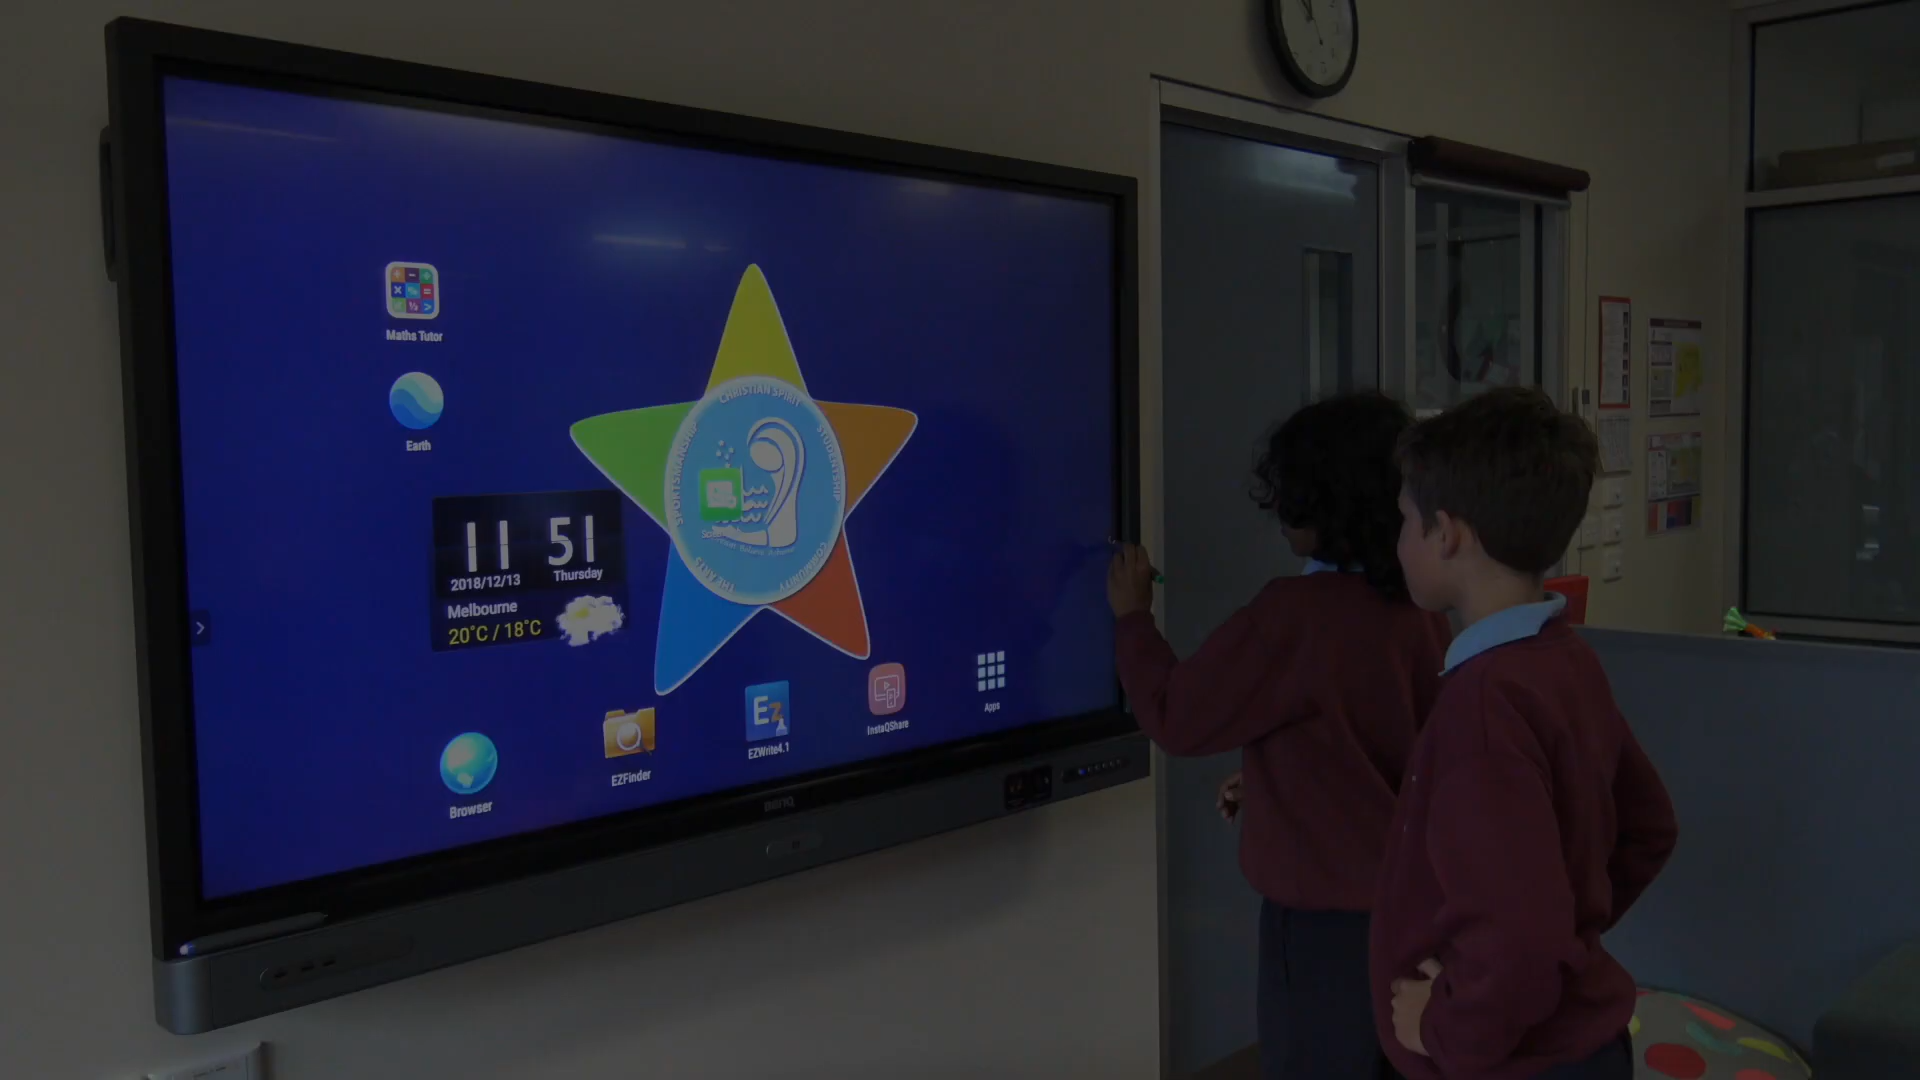 Maths Tutor
Earth
CHRISTIAN SPIRIT
STUDENTSHIP
COMMUNITY
THE ARTS
SPORTSMANSHIP
11 51
2018/12/13 Thursday
Melbourne
20°C / 18°C
Browser
EZFinder
EZ
EZWrite4.1
InstaQShare
Apps
BenQ